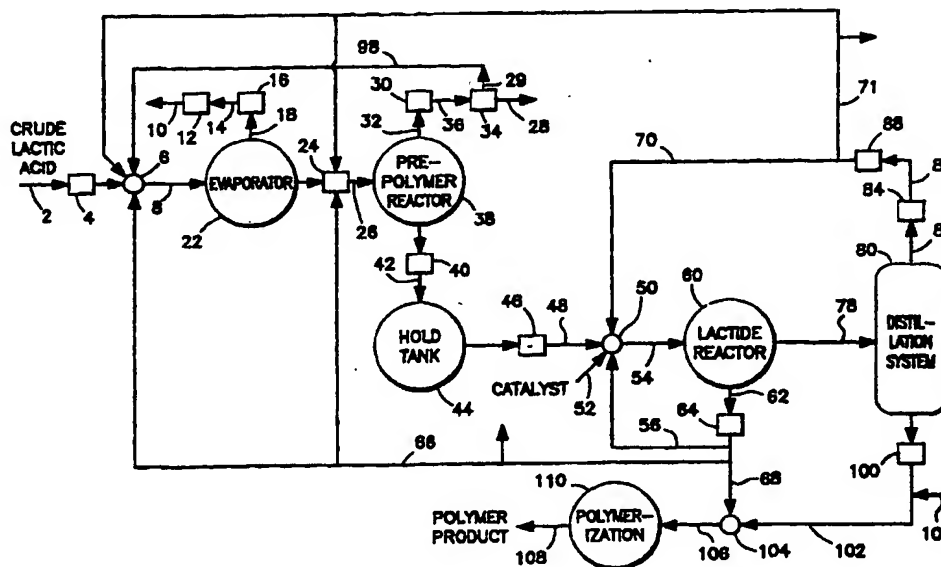 98
16
30
29
71
10
12
14
18
32
36
34
28
CRUDE
LACTIC
ACID
24
70
88
6
PRE-
POLYMER
REACTOR
84
EVAPORATOR
2
4
8
22
26
38
80
42
40
60
50
78
46
48
HOLD
TANK
LACTIDE
REACTOR
DISTIL-
LATION
SYSTEM
CATALYST
52
54
62
44
64
56
66
100
110
68
POLYMER
PRODUCT
POLYMER-
IZATION
108
106
104
102